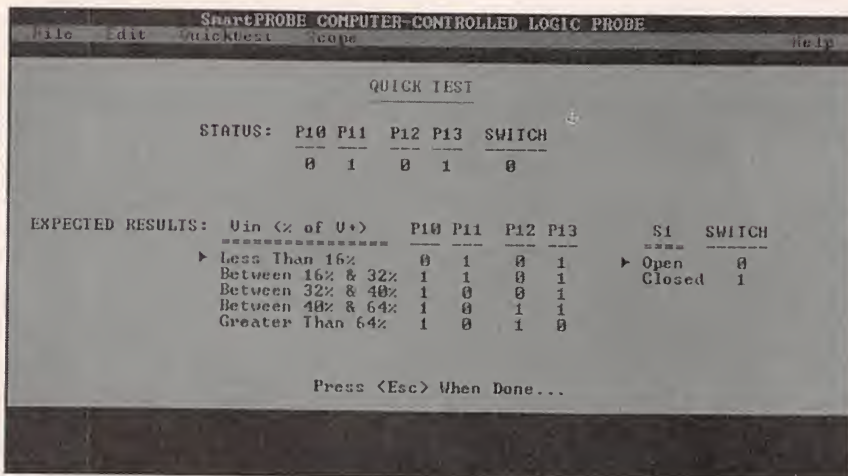 SmartPROBE COMPUTER-CONTROLLED LOGIC PROBE
File Edit Quicktest Scope Help
QUICK TEST
STATUS: P10 P11 P12 P13 SWITCH
0 1 0 1 0
EXPECTED RESULTS: Vin (% of V+) P10 P11 P12 P13 S1 SWITCH
► Less Than 16% 0 1 0 1 ► Open 0
Between 16% & 32% 1 1 0 1 Closed 1
Between 32% & 40% 1 0 0 1
Between 40% & 64% 1 0 1 1
Greater Than 64% 1 0 1 0
Press <Esc> When Done...